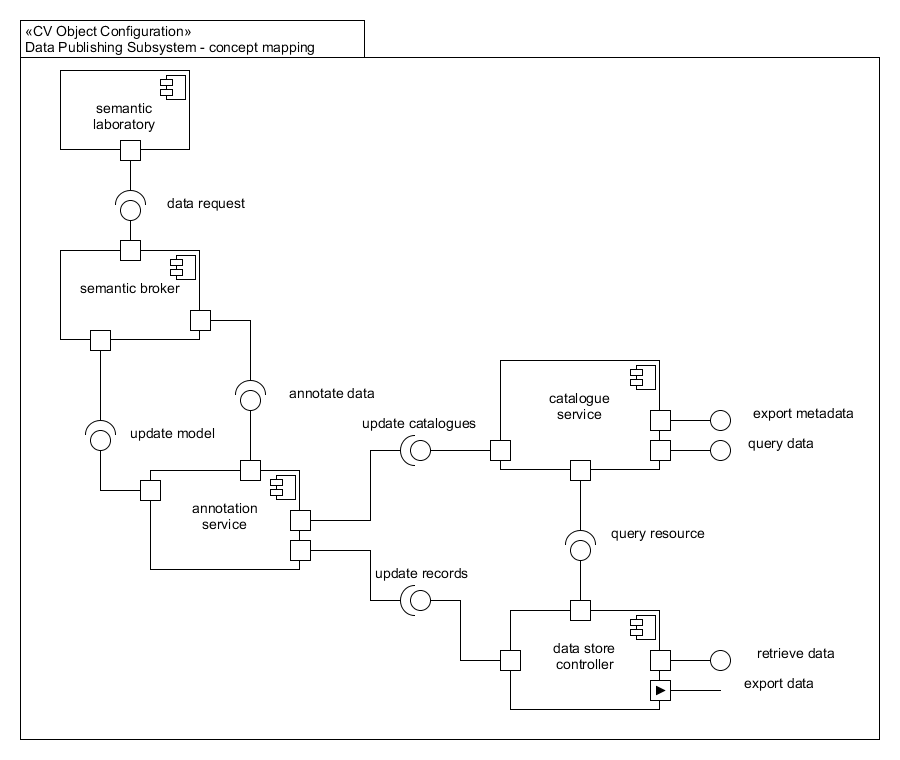 «CV Object Configuration»
Data Publishing Subsystem - concept mapping
semantic
laboratory
data request
semantic broker
annotate data
update model
update catalogues
catalogue
service
export metadata
query data
annotation
service
query resource
update records
data store
controller
retrieve data
export data